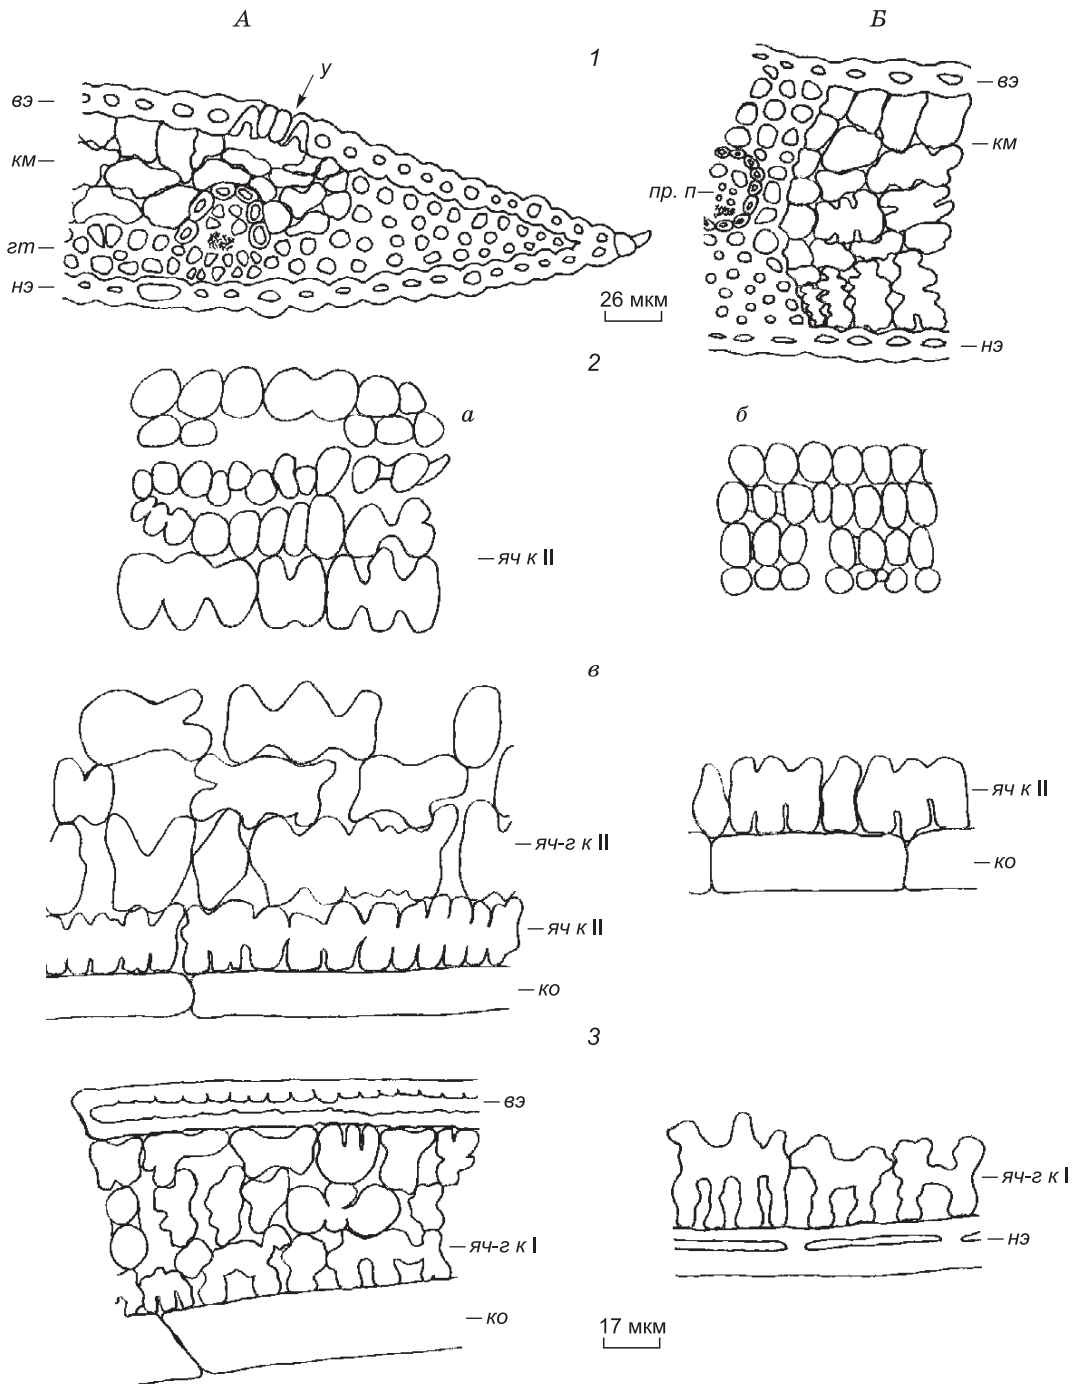 А
Б
1
у
вэ
км
гт
нэ
вэ
км
пр. п
нэ
26 мкм
2
а
б
яч к II
в
яч-г к II
яч к II
ко
яч к II
ко
3
вэ
яч-г к I
ко
яч-г к I
нэ
17 мкм